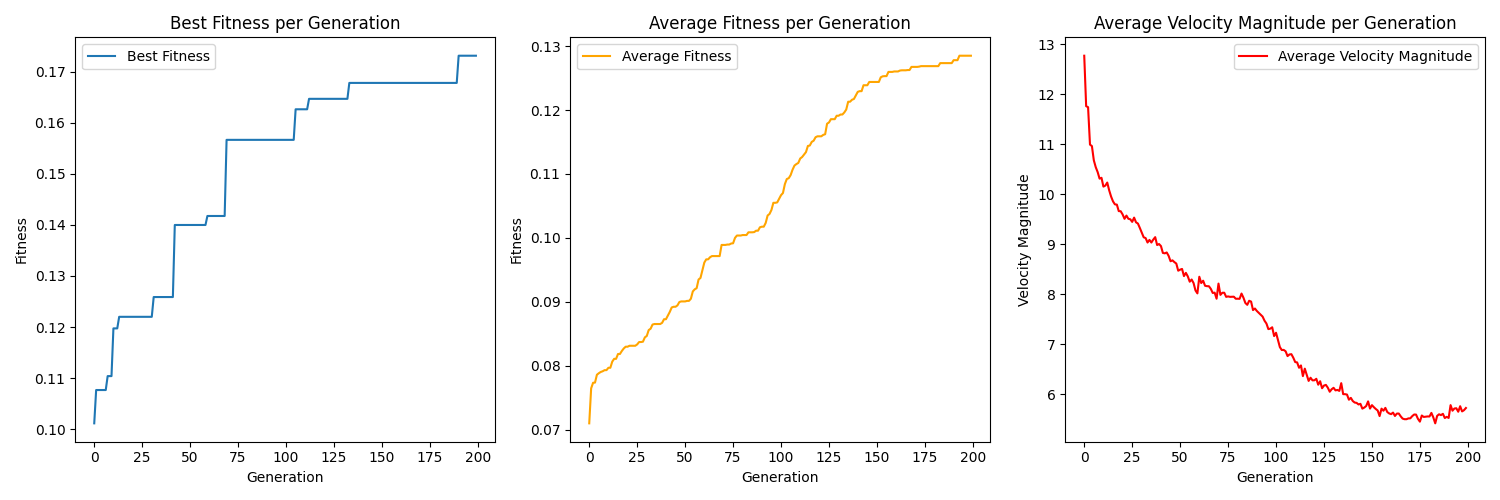 Best Fitness per Generation
Best Fitness
0.17
0.16
0.15
0.14
0.13
0.12
0.11
0.10
Fitness
0 25 50 75 100 125 150 175 200
Generation
Average Fitness per Generation
Average Fitness
0.13
0.12
0.11
0.10
0.09
0.08
0.07
Fitness
0 25 50 75 100 125 150 175 200
Generation
Average Velocity Magnitude per Generation
Average Velocity Magnitude
13
12
11
10
9
8
7
6
Velocity Magnitude
0 25 50 75 100 125 150 175 200
Generation